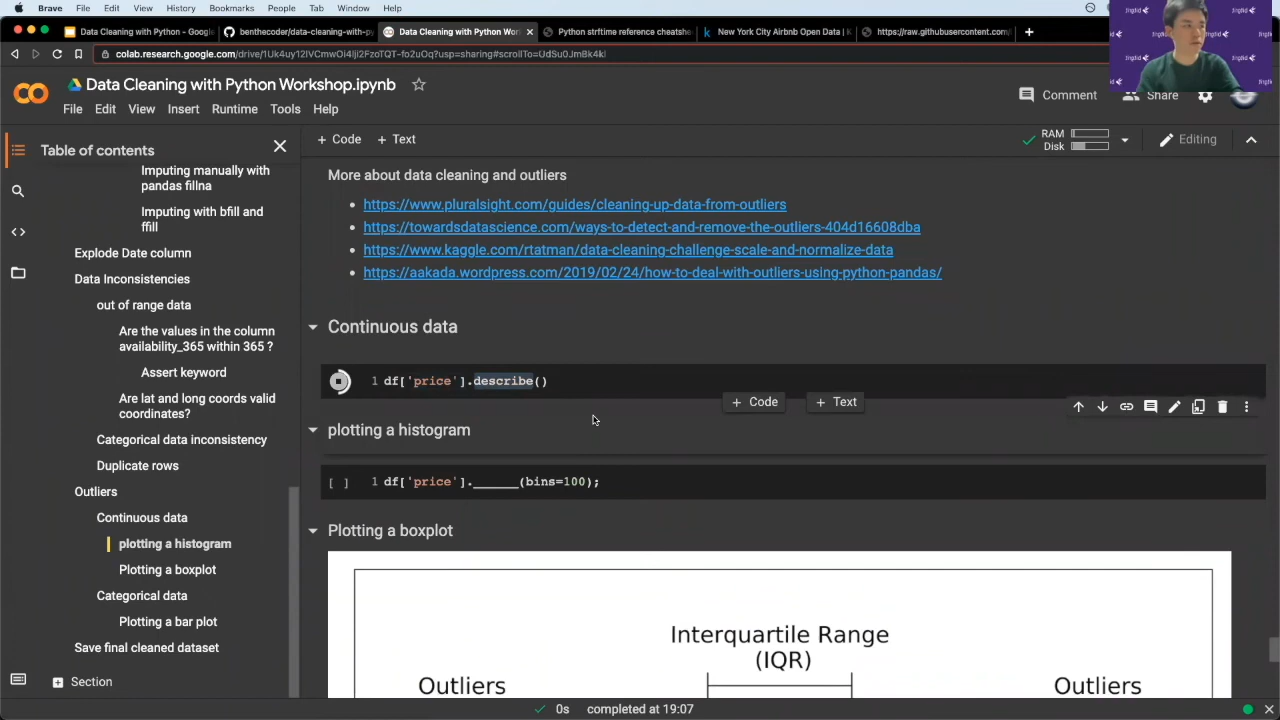 Brave File Edit View History Bookmarks People Tab Window Help
Data Cleaning with Python - Google
benthecoder/data-cleaning-with-py
Data Cleaning with Python Works
Python strftime reference cheatshe
New York City Airbnb Open Data | K
https://raw.githubusercontent.com/
Data Cleaning with Python Workshop.ipynb
File Edit View Insert Runtime Tools Help
Comment Share
+ Code + Text
RAM
Disk
Editing
Table of contents
Imputing manually with
pandas fillna
Imputing with bfill and
ffill
Explode Date column
Data Inconsistencies
out of range data
Are the values in the column
availability_365 within 365 ?
Assert keyword
Are lat and long coords valid
coordinates?
Categorical data inconsistency
Duplicate rows
Outliers
Continuous data
plotting a histogram
Plotting a boxplot
Categorical data
Plotting a bar plot
Save final cleaned dataset
Section
More about data cleaning and outliers
https://www.pluralsight.com/guides/cleaning-up-data-from-outliers
https://towardsdatascience.com/ways-to-detect-and-remove-the-outliers-404d16608dba
https://www.kaggle.com/rtatman/data-cleaning-challenge-scale-and-normalize-data
https://aakada.wordpress.com/2019/02/24/how-to-deal-with-outliers-using-python-pandas/
Continuous data
1 df['price'].describe()
+ Code + Text
plotting a histogram
[ ] 1 df['price'].______(bins=100);
Plotting a boxplot
Interquartile Range
(IQR)
Outliers
Outliers
0s completed at 19:07